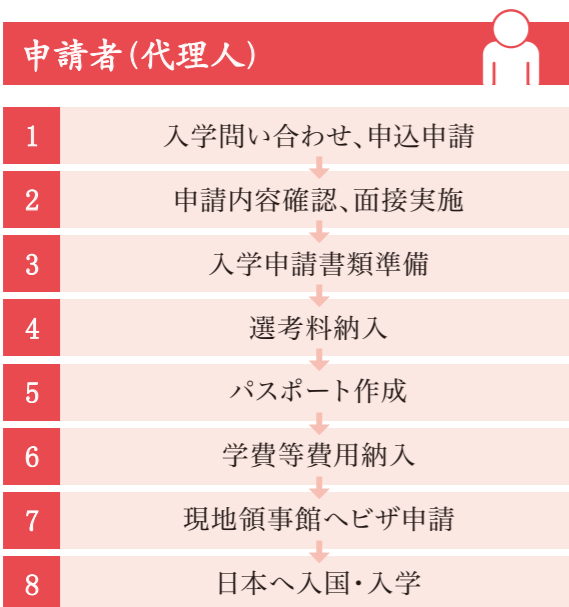 申請者(代理人)
1 入学問い合わせ、申込申請
2 申請内容確認、面接実施
3 入学申請書類準備
4 選考料納入
5 パスポート作成
6 学費等費用納入
7 現地領事館へビザ申請
8 日本へ入国・入学